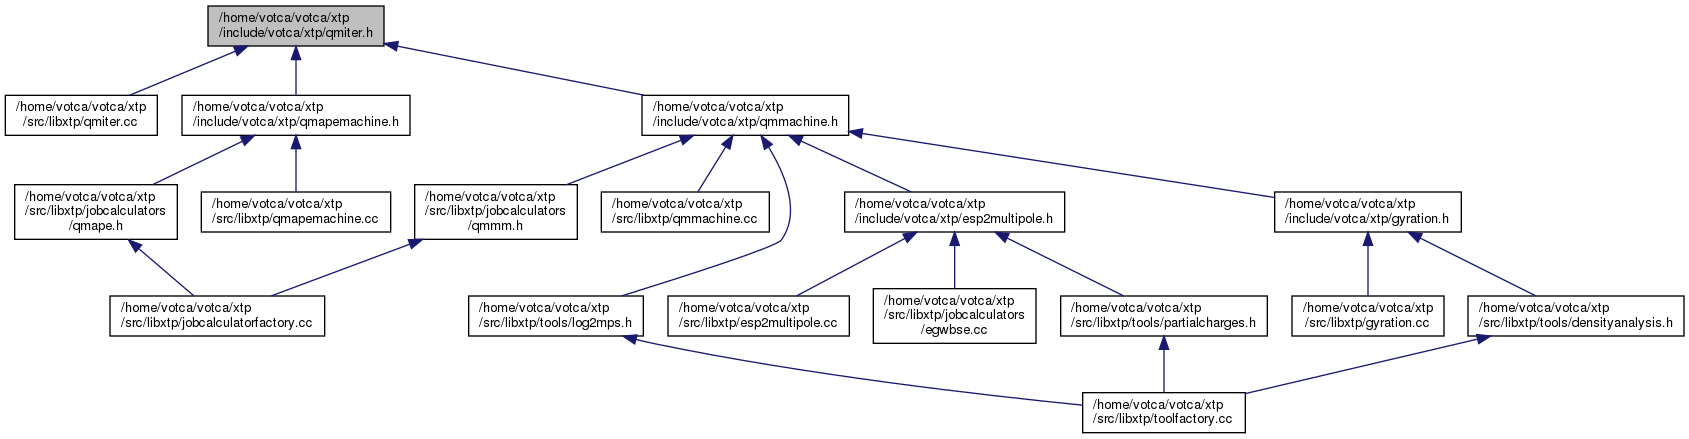 /home/votca/votca/xtp
/include/votca/xtp/qmiter.h
/home/votca/votca/xtp
/src/libxtp/qmiter.cc
/home/votca/votca/xtp
/include/votca/xtp/qmapemachine.h
/home/votca/votca/xtp
/include/votca/xtp/qmmachine.h
/home/votca/votca/xtp
/src/libxtp/jobcalculators
/qmape.h
/home/votca/votca/xtp
/src/libxtp/qmapemachine.cc
/home/votca/votca/xtp
/src/libxtp/jobcalculators
/qmmm.h
/home/votca/votca/xtp
/src/libxtp/qmmachine.cc
/home/votca/votca/xtp
/include/votca/xtp/esp2multipole.h
/home/votca/votca/xtp
/include/votca/xtp/gyration.h
/home/votca/votca/xtp
/src/libxtp/jobcalculatorfactory.cc
/home/votca/votca/xtp
/src/libxtp/tools/log2mps.h
/home/votca/votca/xtp
/src/libxtp/esp2multipole.cc
/home/votca/votca/xtp
/src/libxtp/jobcalculators
/egwbse.cc
/home/votca/votca/xtp
/src/libxtp/tools/partialcharges.h
/home/votca/votca/xtp
/src/libxtp/gyration.cc
/home/votca/votca/xtp
/src/libxtp/tools/densityanalysis.h
/home/votca/votca/xtp
/src/libxtp/toolfactory.cc